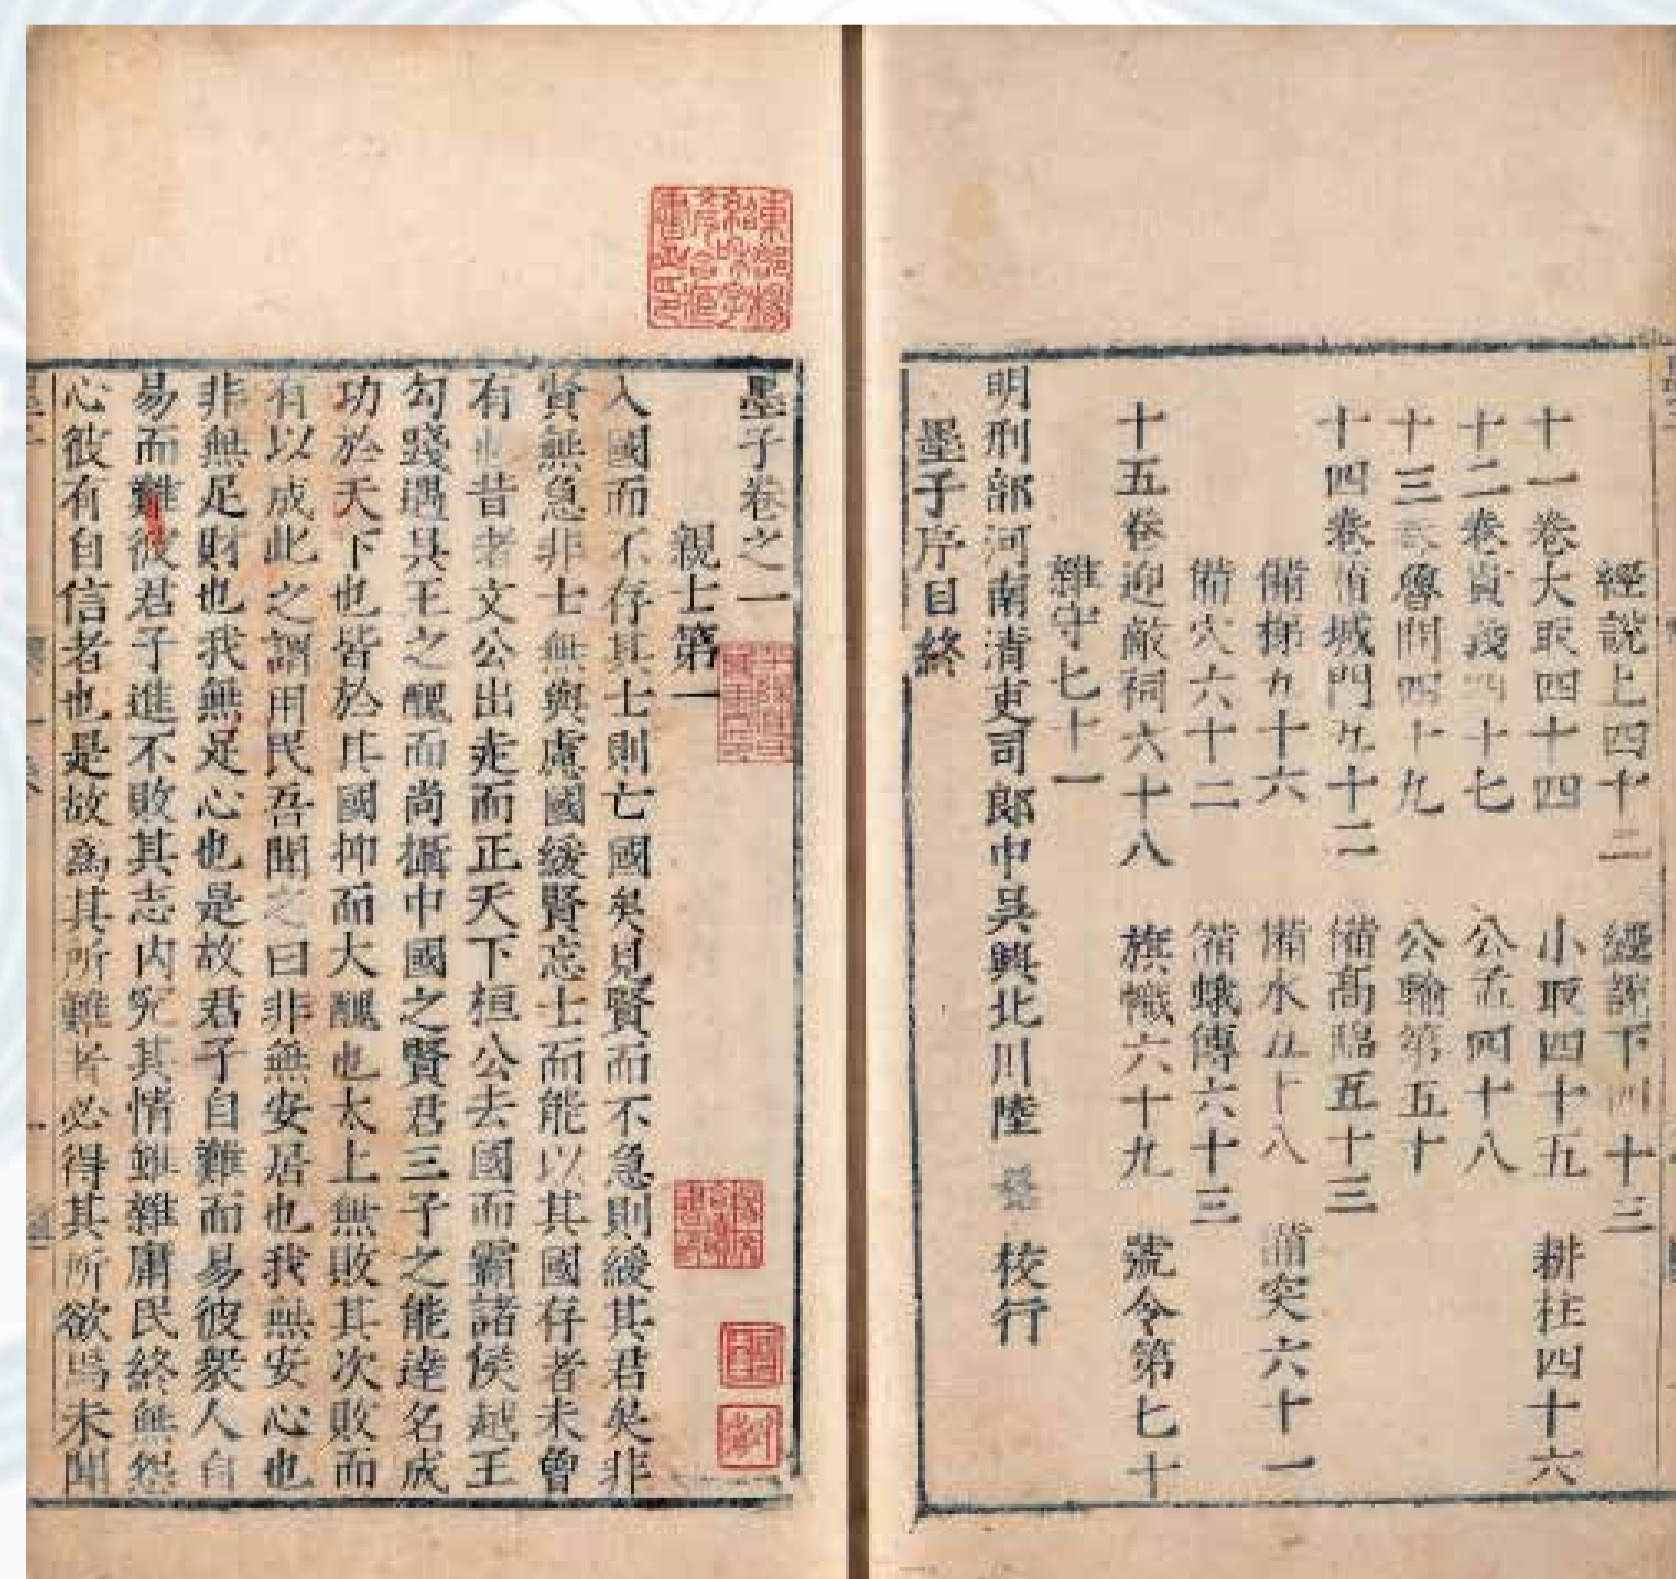 經說上四十二　經說下四十三
十一卷大取四十四　小取四十五　耕柱四十六
十二卷貴義四十七　公孟四十八
十三卷魯問四十九　公輸第五十
十四卷備城門五十二　備高臨五十三
備梯五十六　備水五十八　備突六十一
備穴六十二　備蛾傅六十三
十五卷迎敵祠六十八　旗幟六十九　號令第七十
雜守七十一
明刑部河南清吏司郎中吳興北川陸 校行
墨子序目終
墨子卷之一
親士第一
入國而不存其士則亡國矣見賢而不急則緩其君矣非
賢無急非士無與慮國緩賢忘士而能以其國存者未曾
有也昔者文公出走而正天下桓公去國而霸諸侯越王
勾踐遇吳王之醜而尚攝中國之賢君三子之能達名成
功於天下也皆於其國抑而大醜也太上無敗其次敗而
有以成此之謂用民吾聞之曰非無安居也我無安心也
非無足財也我無足心也是故君子自難而易彼衆人自
易而難彼君子進不敗其志内究其情雖雜庸民終無怨
心彼有自信者也是故爲其所難者必得其所欲焉未聞